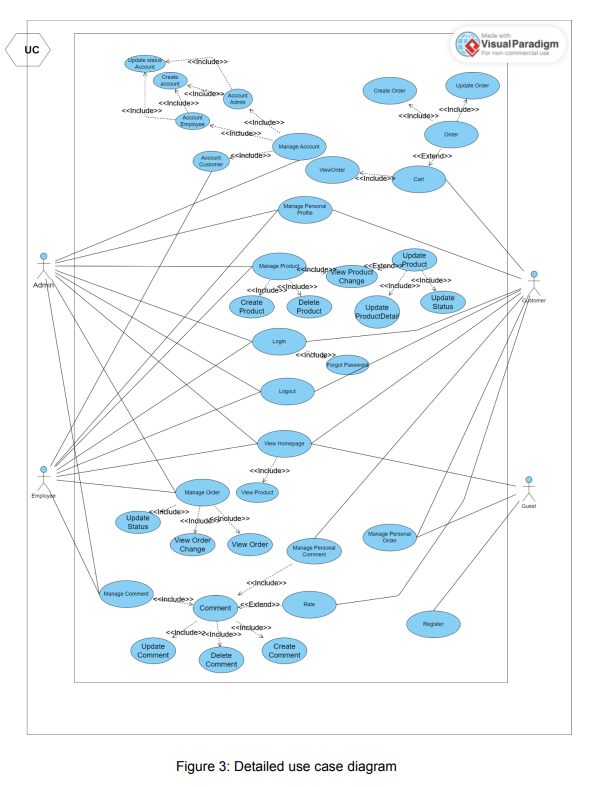 UC
Made with
VisualParadigm
For non-commercial use
Update status
Account
<<Include>>
Create
account
<<Include>>
Account
Admin
<<Include>>
<<Include>>
Account
Employee
<<Include>>
Manage Account
Account
Customer
<<Include>>
Create Order
Update Order
<<Include>>
<<Include>>
Order
<<Extend>>
ViewOrder
<<Include>>
Cart
Manage Personal
Profile
Admin
Customer
Manage Product
<<Include>>
View Product
Change
<<Extend>>
Update
Product
<<Include>>
<<Include>>
<<Include>>
<<Include>>
Create
Product
Delete
Product
Update
ProductDetail
Update
Status
Login
<<Include>>
Forgot Password
Logout
View Homepage
<<Include>>
View Product
Employee
Guest
Manage Order
<<Include>>
<<Include>>
<<Include>>
Update
Status
View Order
Change
View Order
Manage Personal
Comment
Manage Personal
Order
<<Include>>
Manage Comment
<<Include>>
Comment
<<Extend>>
Rate
Register
<<Include>>
<<Include>>
<<Include>>
Update
Comment
Delete
Comment
Create
Comment
Figure 3: Detailed use case diagram